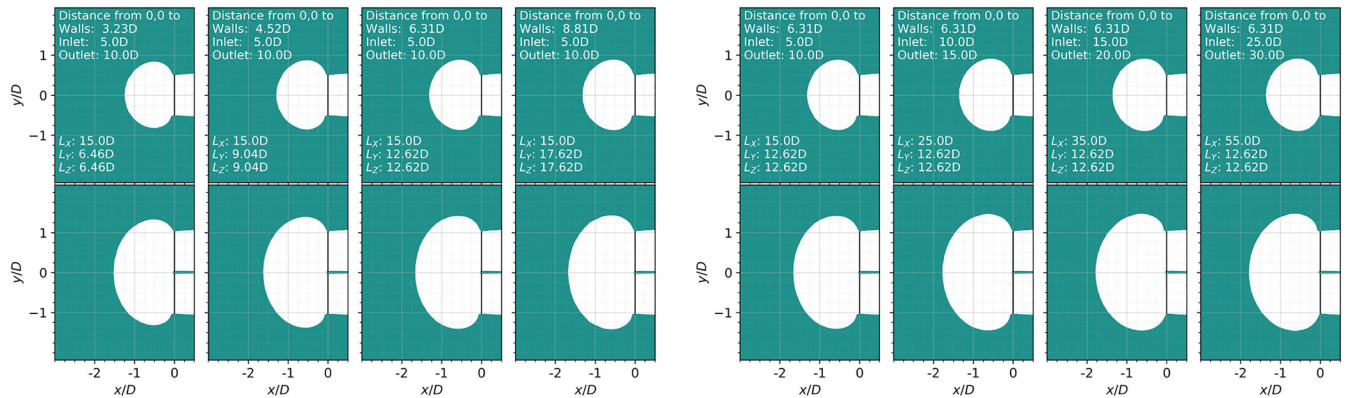 Distance from 0,0 to
Walls: 3.23D
Inlet: 5.0D
Outlet: 10.0D
L_X: 15.0D
L_Y: 6.46D
L_Z: 6.46D
Distance from 0,0 to
Walls: 4.52D
Inlet: 5.0D
Outlet: 10.0D
L_X: 15.0D
L_Y: 9.04D
L_Z: 9.04D
Distance from 0,0 to
Walls: 6.31D
Inlet: 5.0D
Outlet: 10.0D
L_X: 15.0D
L_Y: 12.62D
L_Z: 12.62D
Distance from 0,0 to
Walls: 8.81D
Inlet: 5.0D
Outlet: 10.0D
L_X: 15.0D
L_Y: 17.62D
L_Z: 17.62D
y/D
1
0
−1
y/D
1
0
−1
-2 -1 0
x/D
-2 -1 0
x/D
-2 -1 0
x/D
-2 -1 0
x/D
Distance from 0,0 to
Walls: 6.31D
Inlet: 5.0D
Outlet: 10.0D
L_X: 15.0D
L_Y: 12.62D
L_Z: 12.62D
Distance from 0,0 to
Walls: 6.31D
Inlet: 10.0D
Outlet: 15.0D
L_X: 25.0D
L_Y: 12.62D
L_Z: 12.62D
Distance from 0,0 to
Walls: 6.31D
Inlet: 15.0D
Outlet: 20.0D
L_X: 35.0D
L_Y: 12.62D
L_Z: 12.62D
Distance from 0,0 to
Walls: 6.31D
Inlet: 25.0D
Outlet: 30.0D
L_X: 55.0D
L_Y: 12.62D
L_Z: 12.62D
y/D
1
0
−1
y/D
1
0
−1
-2 -1 0
x/D
-2 -1 0
x/D
-2 -1 0
x/D
-2 -1 0
x/D